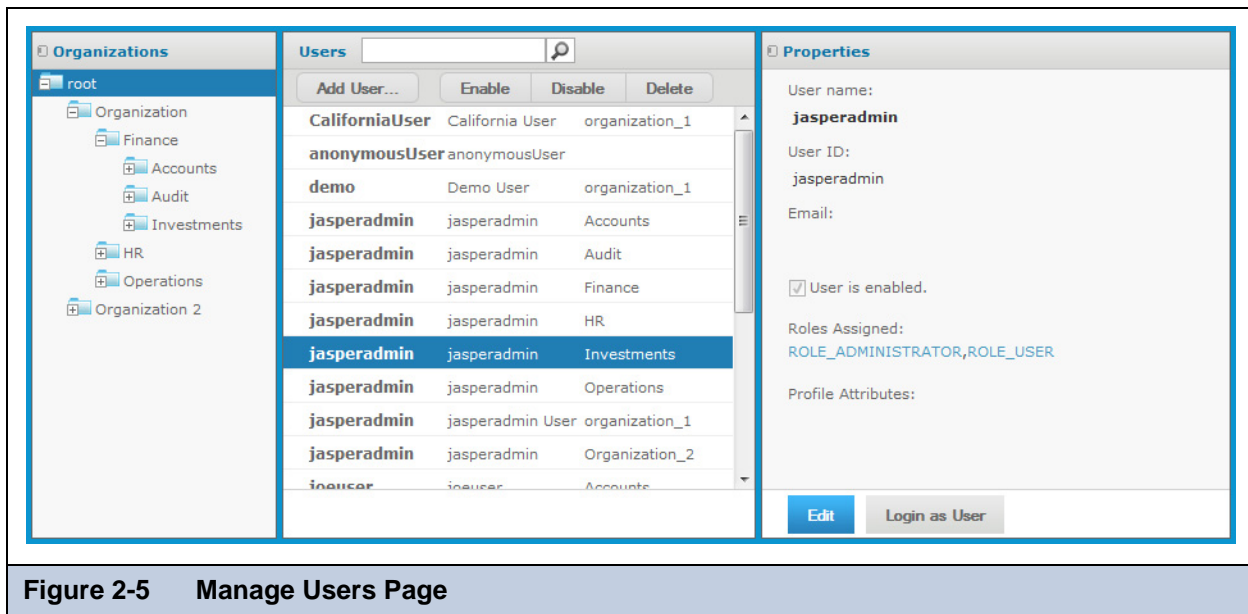 Organizations
root
Organization
Finance
Accounts
Audit
Investments
HR
Operations
Organization 2
Users
Add User... Enable Disable Delete
CaliforniaUser California User organization_1
anonymousUser anonymousUser
demo Demo User organization_1
jasperadmin jasperadmin Accounts
jasperadmin jasperadmin Audit
jasperadmin jasperadmin Finance
jasperadmin jasperadmin HR
jasperadmin jasperadmin Investments
jasperadmin jasperadmin Operations
jasperadmin jasperadmin User organization_1
jasperadmin jasperadmin Organization_2
joeuser joeuser Accounts
Properties
User name:
jasperadmin
User ID:
jasperadmin
Email:
User is enabled.
Roles Assigned:
ROLE_ADMINISTRATOR,ROLE_USER
Profile Attributes:
Edit Login as User
Figure 2-5 Manage Users Page